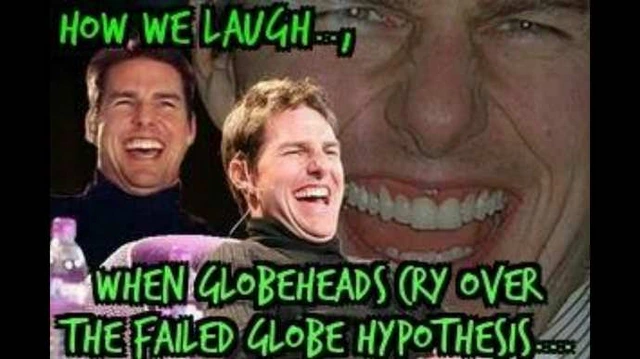 HOW WE LAUGH...,
WHEN GLOBEHEADS CRY OVER
THE FAILED GLOBE HYPOTHESIS....